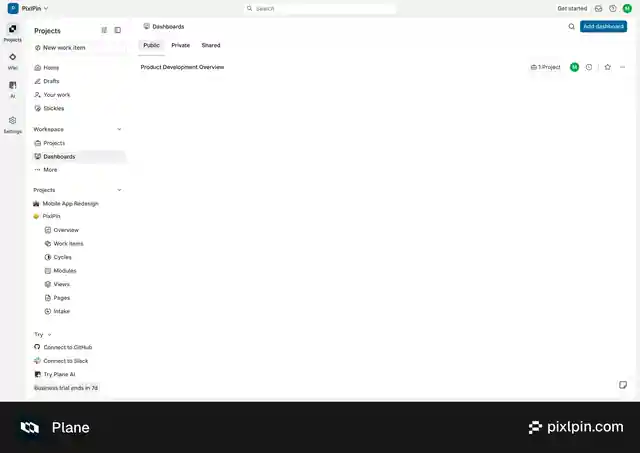 PixlPin
Search
Get started
M
Projects
Wiki
AI
Settings
Projects
New work item
Home
Drafts
Your work
Stickies
Workspace
Projects
Dashboards
More
Projects
Mobile App Redesign
PixlPin
Overview
Work items
Cycles
Modules
Views
Pages
Intake
Try
Connect to GitHub
Connect to Slack
Try Plane AI
Business trial ends in 7d
Dashboards
Add dashboard
Public Private Shared
Product Development Overview
1 Project
M
Plane
pixlpin.com